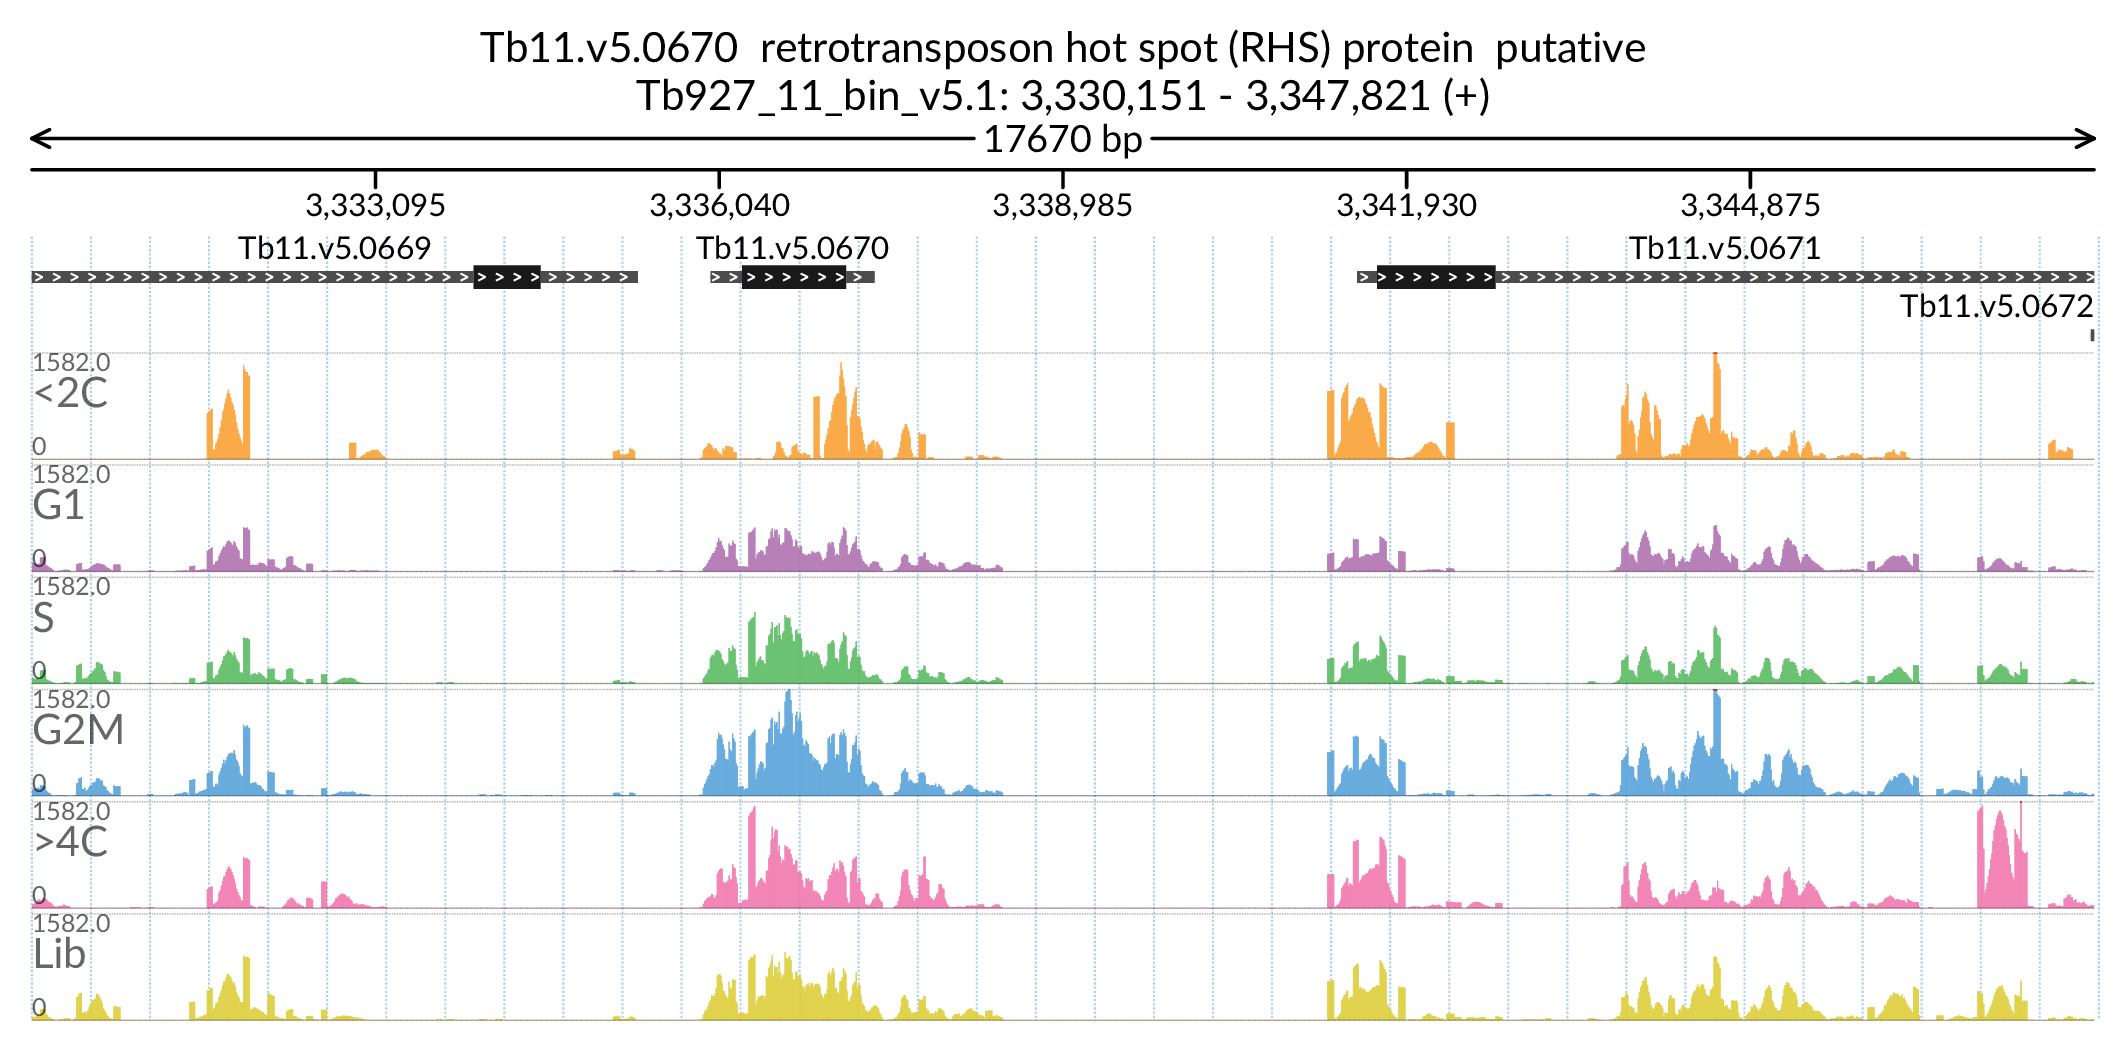 Tb11.v5.0670 retrotransposon hot spot (RHS) protein putative
Tb927_11_bin_v5.1: 3,330,151 - 3,347,821 (+)
17670 bp
3,333,095 3,336,040 3,338,985 3,341,930 3,344,875
Tb11.v5.0669 Tb11.v5.0670 Tb11.v5.0671
Tb11.v5.0672
1582.0
<2C
0
1582.0
G1
0
1582.0
S
0
1582.0
G2M
0
1582.0
>4C
0
1582.0
Lib
0